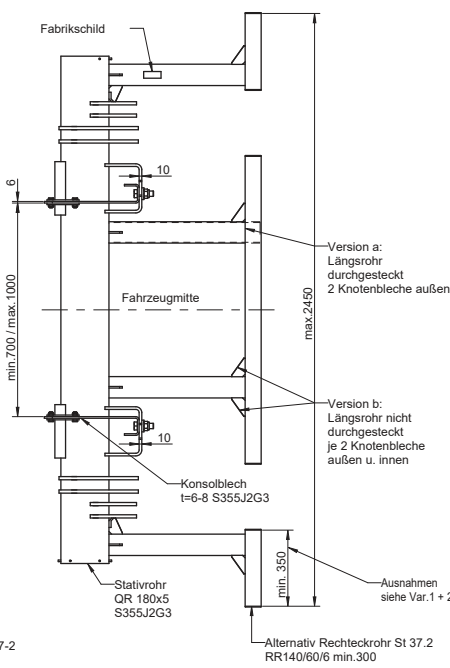 Fabrikschild
10
6
Version a:
Längsrohr
durchgesteckt
2 Knotenbleche außen
min.700 / max.1000
Fahrzeugmitte
max.2450
Version b:
Längsrohr nicht
durchgesteckt
je 2 Knotenbleche
außen u. innen
10
Konsolblech
t=6-8 S355J2G3
min. 350
Ausnahmen
siehe Var.1 + 2
Stativrohr
QR 180x5
S355J2G3
7-2
Alternativ Rechteckrohr St 37.2
RR140/60/6 min.300